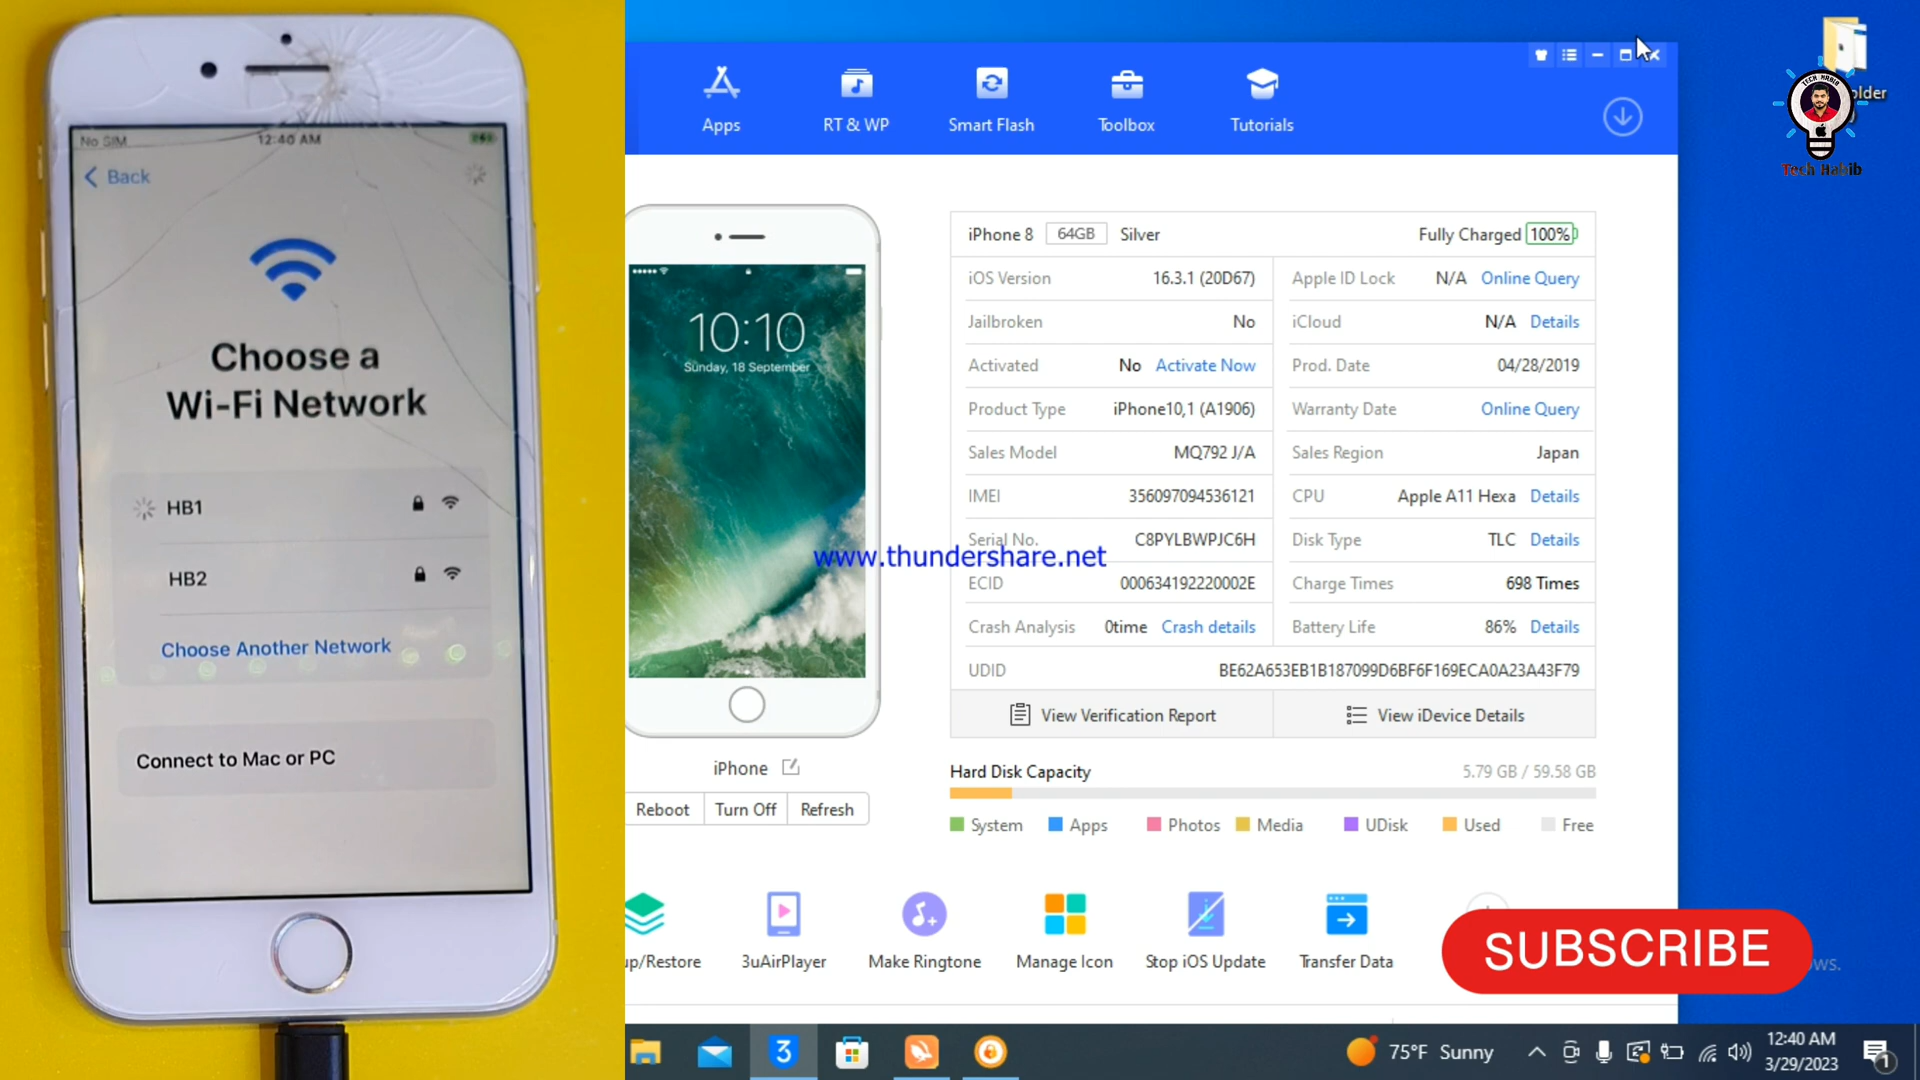 No SIM 12:40 AM
Back
Choose a
Wi-Fi Network
HB1
HB2
Choose Another Network
Connect to Mac or PC
Apps RT & WP Smart Flash Toolbox Tutorials
older
Tech Habib
10:10
Sunday, 18 September
iPhone 8 64GB Silver Fully Charged 100%
iOS Version 16.3.1 (20D67) Apple ID Lock N/A Online Query
Jailbroken No iCloud N/A Details
Activated No Activate Now Prod. Date 04/28/2019
Product Type iPhone10,1 (A1906) Warranty Date Online Query
Sales Model MQ792 J/A Sales Region Japan
IMEI 356097094536121 CPU Apple A11 Hexa Details
Serial No. C8PYLBWPJC6H Disk Type TLC Details
www.thundershare.net
ECID 000634192220002E Charge Times 698 Times
Crash Analysis 0time Crash details Battery Life 86% Details
UDID BE62A653EB1B187099D6BF6F169ECA0A23A43F79
View Verification Report View iDevice Details
iPhone
Reboot Turn Off Refresh
Hard Disk Capacity 5.79 GB / 59.58 GB
System Apps Photos Media UDisk Used Free
up/Restore 3uAirPlayer Make Ringtone Manage Icon Stop iOS Update Transfer Data
SUBSCRIBE
ows.
3
75°F Sunny
12:40 AM
3/29/2023
1